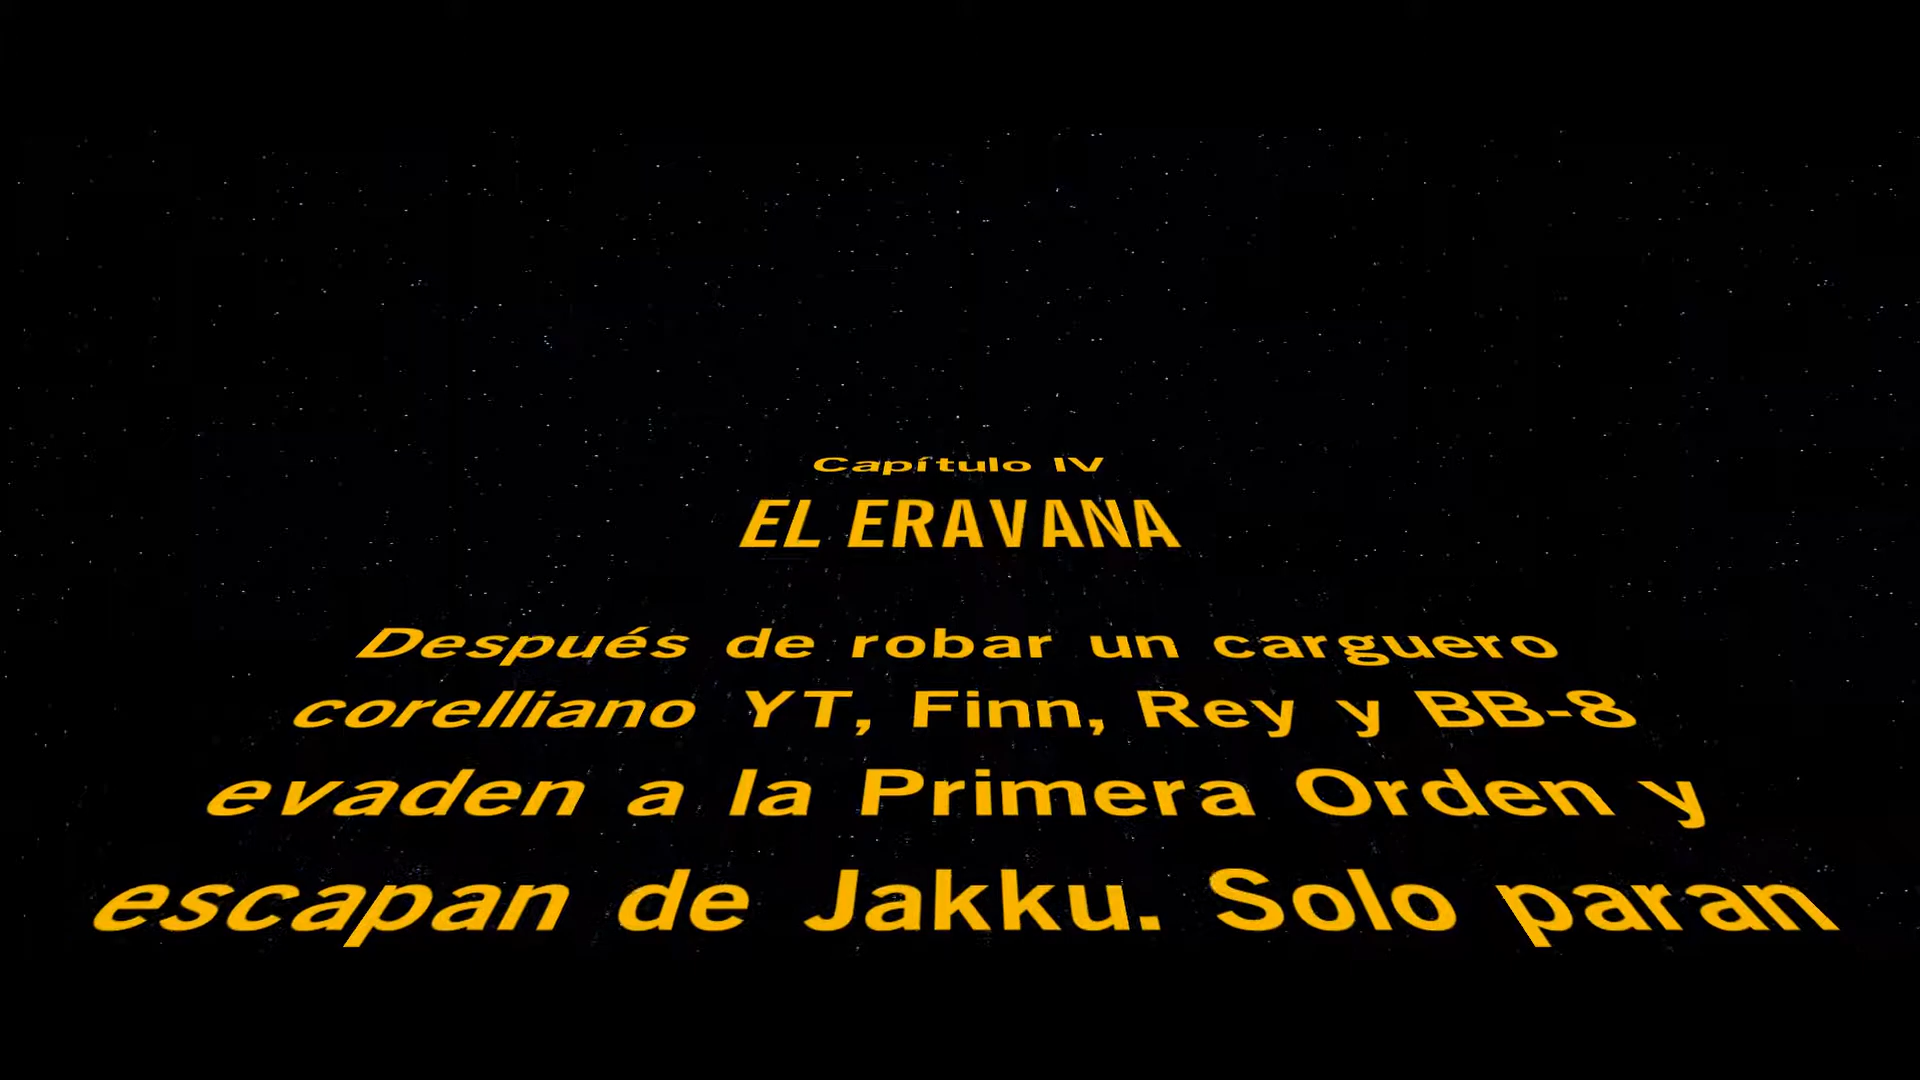 Capítulo IV
EL ERAVANA
Después de robar un carguero
corelliano YT, Finn, Rey y BB-8
evaden a la Primera Orden y
escapan de Jakku. Solo paran